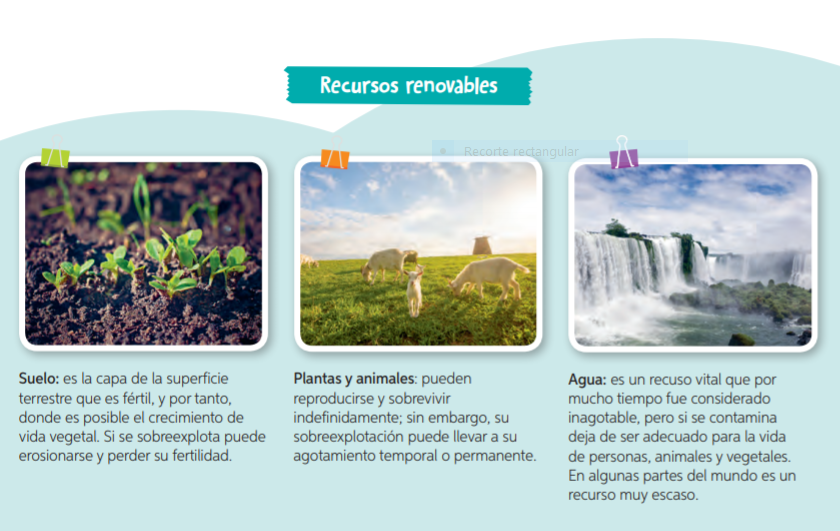 Recursos renovables
Recorte rectangular
Suelo: es la capa de la superficie
terrestre que es fértil, y por tanto,
donde es posible el crecimiento de
vida vegetal. Si se sobreexplota puede
erosionarse y perder su fertilidad.
Plantas y animales: pueden
reproducirse y sobrevivir
indefinidamente; sin embargo, su
sobreexplotación puede llevar a su
agotamiento temporal o permanente.
Agua: es un recuso vital que por
mucho tiempo fue considerado
inagotable, pero si se contamina
deja de ser adecuado para la vida
de personas, animales y vegetales.
En algunas partes del mundo es un
recurso muy escaso.